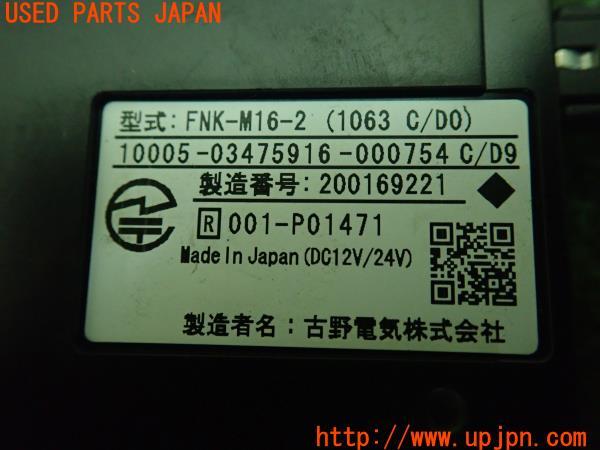 USED PARTS JAPAN
型式: FNK-M16-2 (1063 C/D0)
10005-03475916-000754 C/D9
製造番号: 200169221
R 001-P01471
Made In Japan (DC12V/24V)
製造者名: 古野電気株式会社
http://www.upjpn.com/